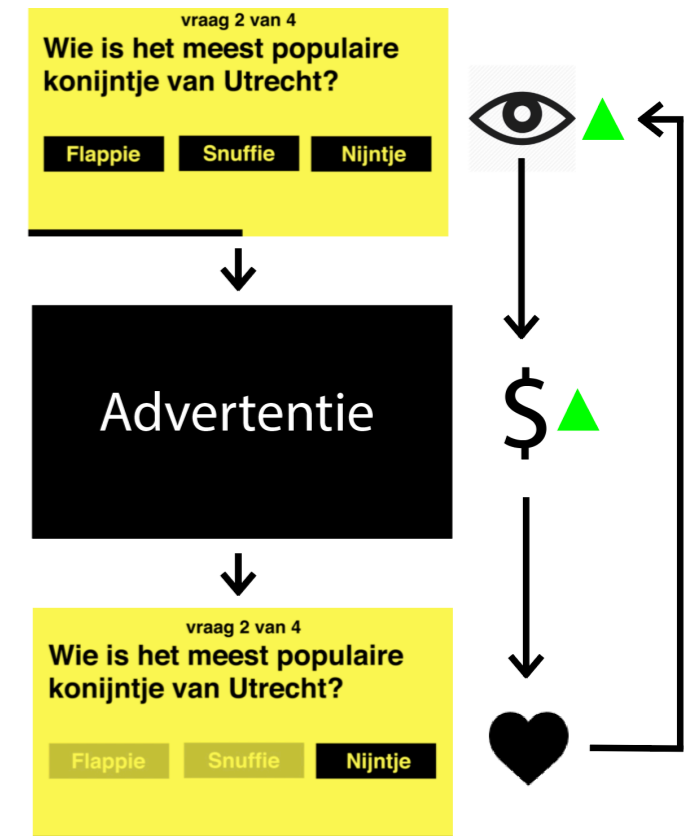 vraag 2 van 4
Wie is het meest populaire
konijntje van Utrecht?
Flappie Snuffie Nijntje
Advertentie
$
vraag 2 van 4
Wie is het meest populaire
konijntje van Utrecht?
Flappie Snuffie Nijntje